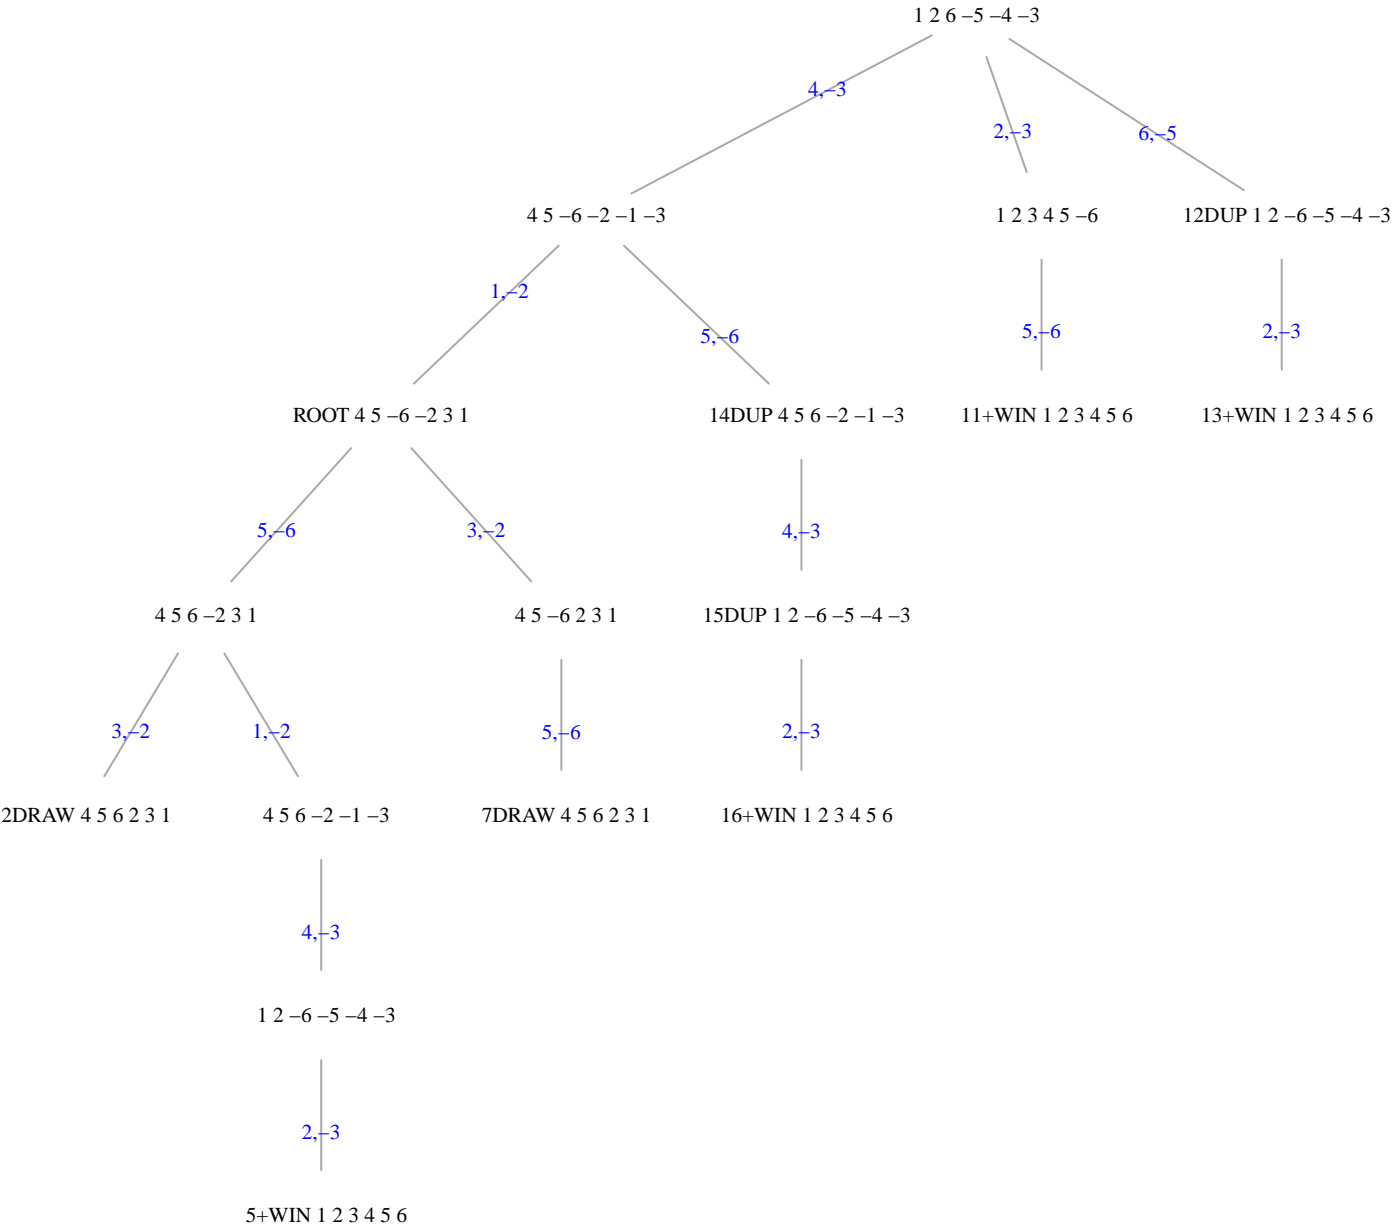 1 2 6 –5 –4 –3
4,–3
2,–3
6,–5
4 5 –6 –2 –1 –3
1 2 3 4 5 –6
12DUP 1 2 –6 –5 –4 –3
1,–2
5,–6
5,–6
2,–3
ROOT 4 5 –6 –2 3 1
14DUP 4 5 6 –2 –1 –3
11+WIN 1 2 3 4 5 6
13+WIN 1 2 3 4 5 6
5,–6
3,–2
4,–3
4 5 6 –2 3 1
4 5 –6 2 3 1
15DUP 1 2 –6 –5 –4 –3
3,–2
1,–2
5,–6
2,–3
2DRAW 4 5 6 2 3 1
4 5 6 –2 –1 –3
7DRAW 4 5 6 2 3 1
16+WIN 1 2 3 4 5 6
4,–3
1 2 –6 –5 –4 –3
2,–3
5+WIN 1 2 3 4 5 6